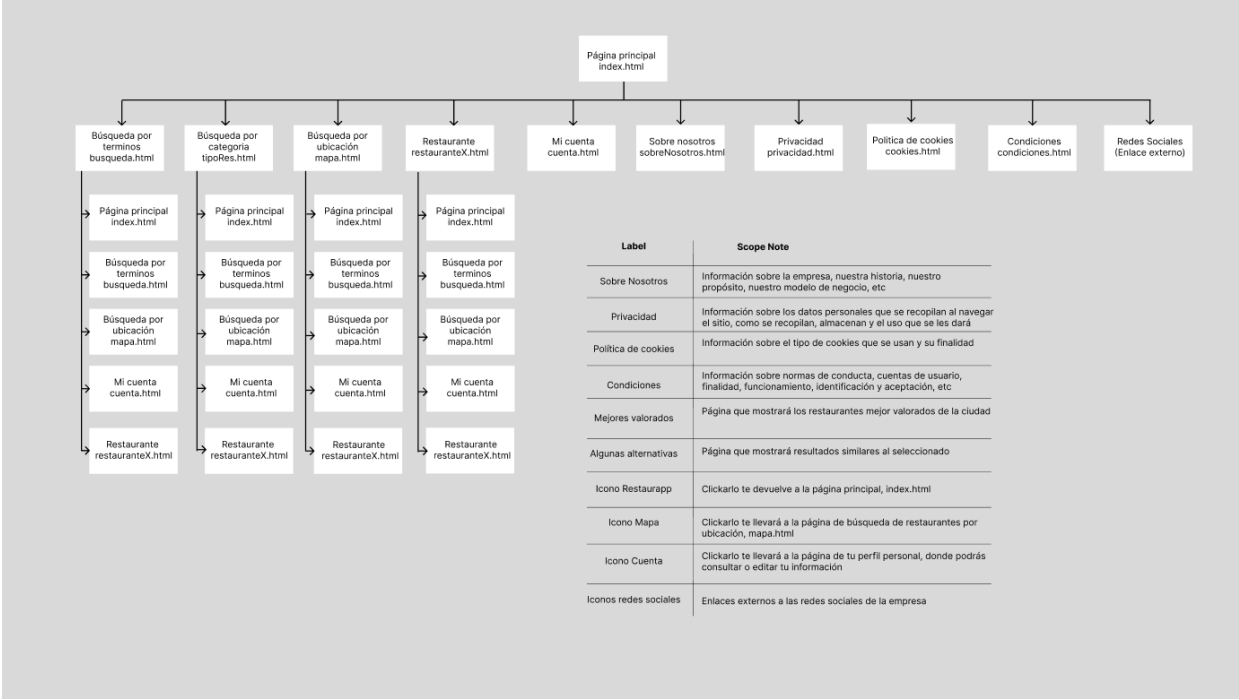 Página principal
index.html
Búsqueda por
terminos
busqueda.html
Búsqueda por
categoria
tipoRes.html
Búsqueda por
ubicación
mapa.html
Restaurante
restauranteX.html
Mi cuenta
cuenta.html
Sobre nosotros
sobreNosotros.html
Privacidad
privacidad.html
Politica de cookies
cookies.html
Condiciones
condiciones.html
Redes Sociales
(Enlace externo)
Página principal
index.html
Búsqueda por
terminos
busqueda.html
Búsqueda por
ubicación
mapa.html
Mi cuenta
cuenta.html
Restaurante
restauranteX.html
Página principal
index.html
Búsqueda por
terminos
busqueda.html
Búsqueda por
ubicación
mapa.html
Mi cuenta
cuenta.html
Restaurante
restauranteX.html
Página principal
index.html
Búsqueda por
terminos
busqueda.html
Búsqueda por
ubicación
mapa.html
Mi cuenta
cuenta.html
Restaurante
restauranteX.html
Página principal
index.html
Búsqueda por
terminos
busqueda.html
Búsqueda por
ubicación
mapa.html
Mi cuenta
cuenta.html
Restaurante
restauranteX.html
Label Scope Note
Sobre Nosotros
Información sobre la empresa, nuestra historia, nuestro
propósito, nuestro modelo de negocio, etc
Privacidad
Información sobre los datos personales que se recopilan al navegar
el sitio, como se recopilan, almacenan y el uso que se les dará
Política de cookies
Información sobre el tipo de cookies que se usan y su finalidad
Condiciones
Información sobre normas de conducta, cuentas de usuario,
finalidad, funcionamiento, identificación y aceptación, etc
Mejores valorados
Página que mostrará los restaurantes mejor valorados de la ciudad
Algunas alternativas
Página que mostrará resultados similares al seleccionado
Icono Restaurapp
Clickarlo te devuelve a la página principal, index.html
Icono Mapa
Clickarlo te llevará a la página de búsqueda de restaurantes por
ubicación, mapa.html
Icono Cuenta
Clickarlo te llevará a la página de tu perfil personal, donde podrás
consultar o editar tu información
Iconos redes sociales
Enlaces externos a las redes sociales de la empresa